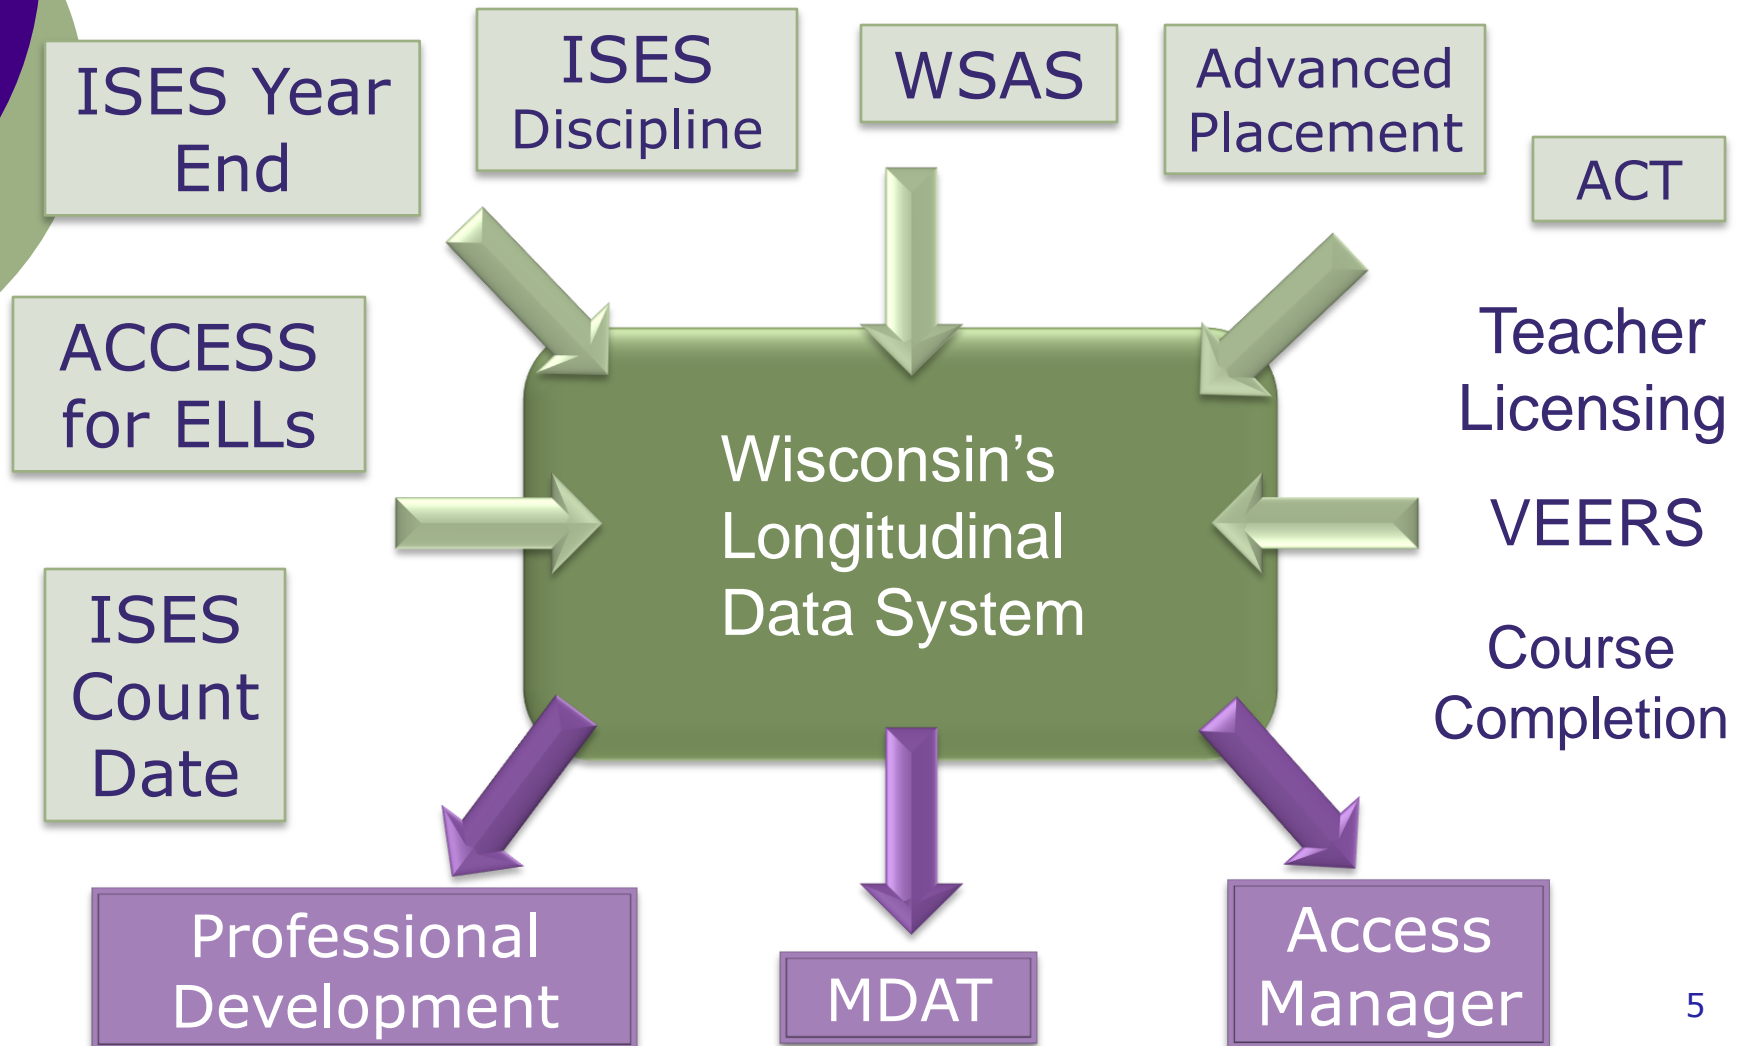 ISES Year
End
ISES
Discipline
WSAS
Advanced
Placement
ACT
ACCESS
for ELLs
Teacher
Licensing
Wisconsin’s
Longitudinal
Data System
VEERS
ISES
Count
Date
Course
Completion
Professional
Development
MDAT
Access
Manager
5